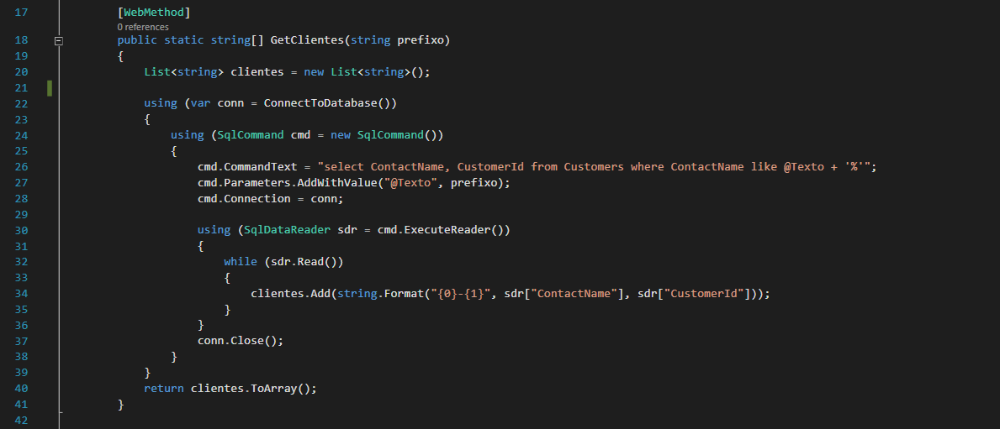 17 [WebMethod]
0 references
18 public static string[] GetClientes(string prefixo)
19 {
20 List<string> clientes = new List<string>();
21
22 using (var conn = ConnectToDatabase())
23 {
24 using (SqlCommand cmd = new SqlCommand())
25 {
26 cmd.CommandText = "select ContactName, CustomerId from Customers where ContactName like @Texto + '%'";
27 cmd.Parameters.AddWithValue("@Texto", prefixo);
28 cmd.Connection = conn;
29
30 using (SqlDataReader sdr = cmd.ExecuteReader())
31 {
32 while (sdr.Read())
33 {
34 clientes.Add(string.Format("{0}-{1}", sdr["ContactName"], sdr["CustomerId"]));
35 }
36 }
37 conn.Close();
38 }
39 }
40 return clientes.ToArray();
41 }
42